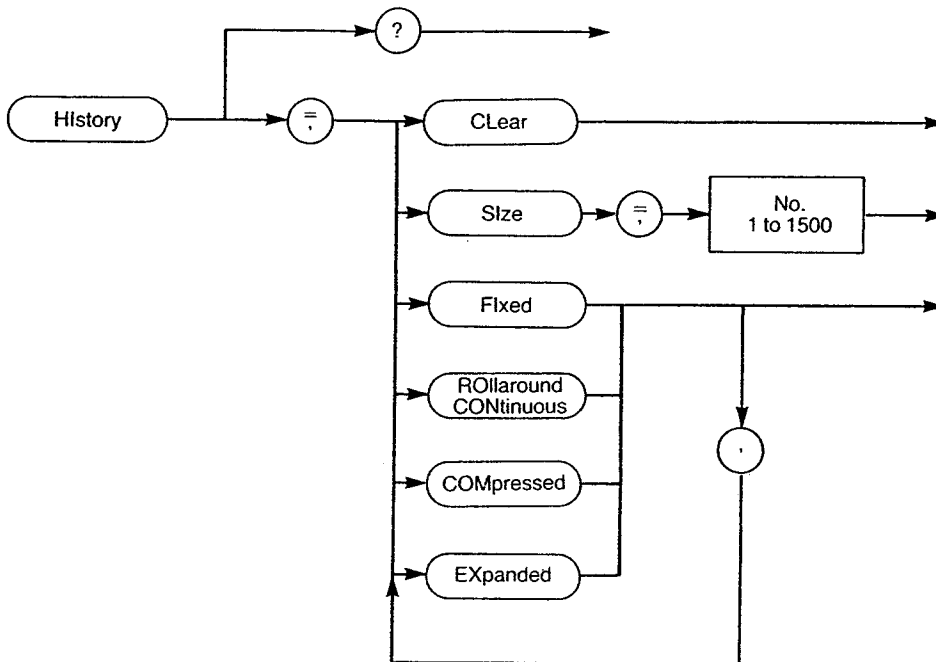 ?
HIstory
=
,
CLear
SIze
=
,
No.
1 to 1500
FIxed
ROllaround
CONtinuous
,
COMpressed
EXpanded